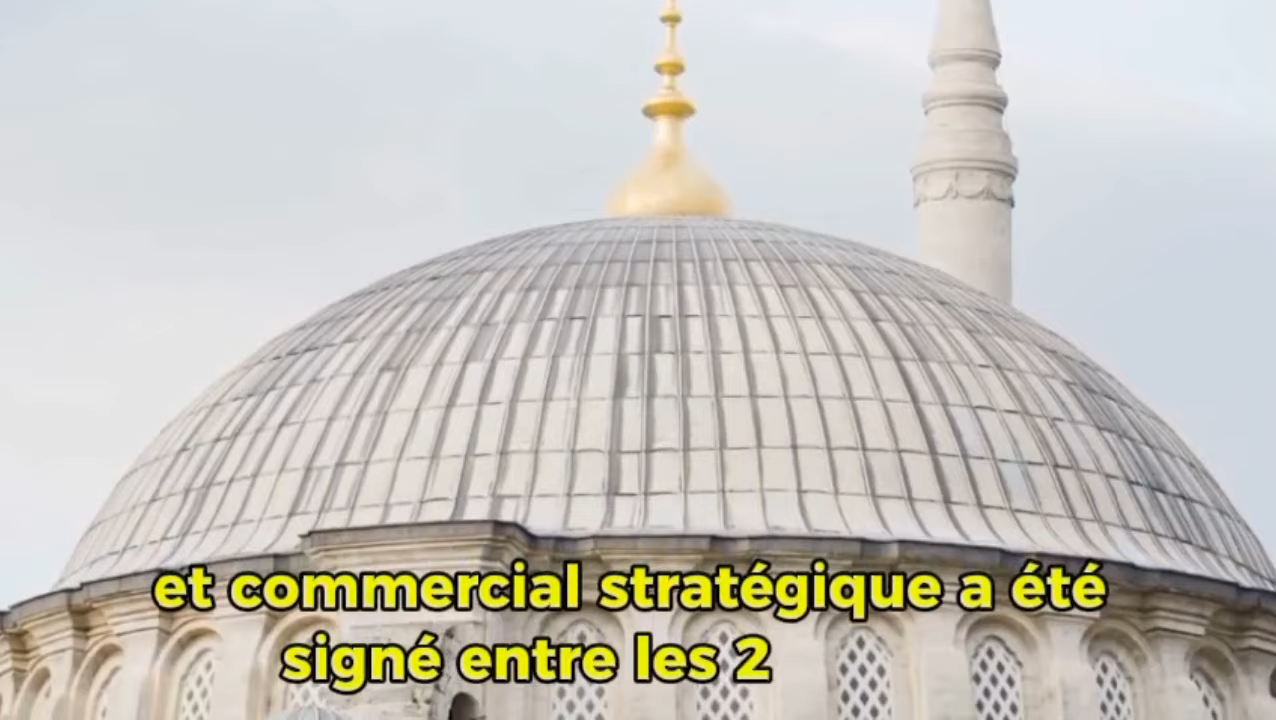 et commercial stratégique a été
signé entre les 2